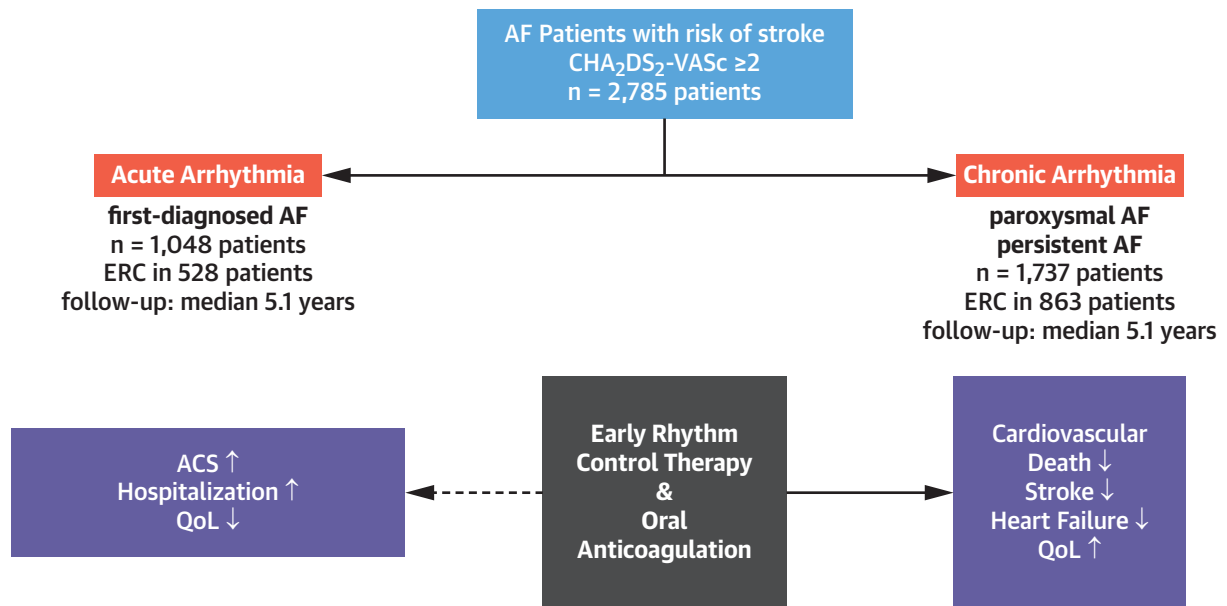 AF Patients with risk of stroke
CHA₂DS₂-VASc ≥2
n = 2,785 patients
Acute Arrhythmia
first-diagnosed AF
n = 1,048 patients
ERC in 528 patients
follow-up: median 5.1 years
Chronic Arrhythmia
paroxysmal AF
persistent AF
n = 1,737 patients
ERC in 863 patients
follow-up: median 5.1 years
ACS ↑
Hospitalization ↑
QoL ↓
Early Rhythm
Control Therapy
&
Oral
Anticoagulation
Cardiovascular
Death ↓
Stroke ↓
Heart Failure ↓
QoL ↑